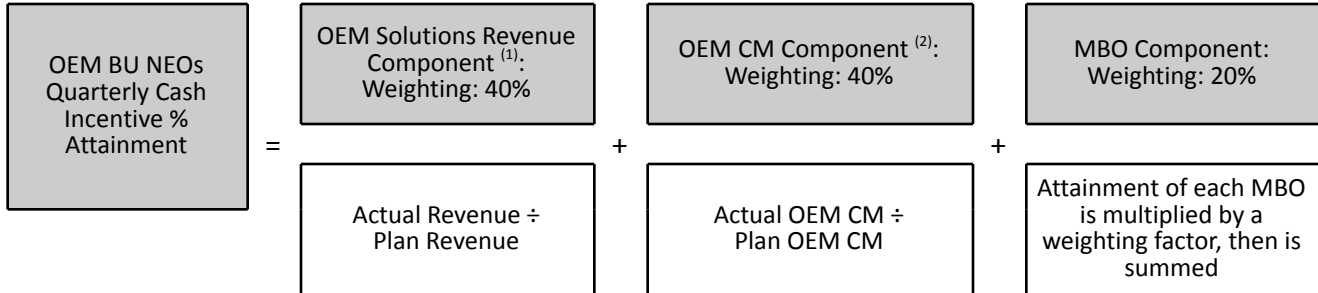 OEM BU NEOs
Quarterly Cash
Incentive %
Attainment
=
OEM Solutions Revenue
Component (1):
Weighting: 40%
Actual Revenue ÷
Plan Revenue
+
OEM CM Component (2):
Weighting: 40%
Actual OEM CM ÷
Plan OEM CM
+
MBO Component:
Weighting: 20%
Attainment of each MBO
is multiplied by a
weighting factor, then is
summed